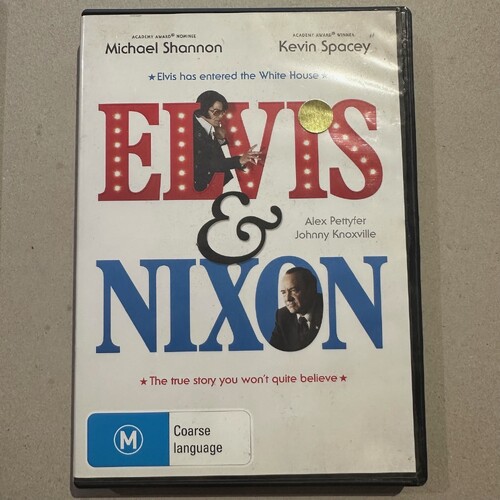 ACADEMY AWARD® NOMINEE
Michael Shannon
ACADEMY AWARD® WINNER
Kevin Spacey
★Elvis has entered the White House★
ELVIS
&
Alex Pettyfer
Johnny Knoxville
NIXON
★The true story you won't quite believe★
M
Coarse
language